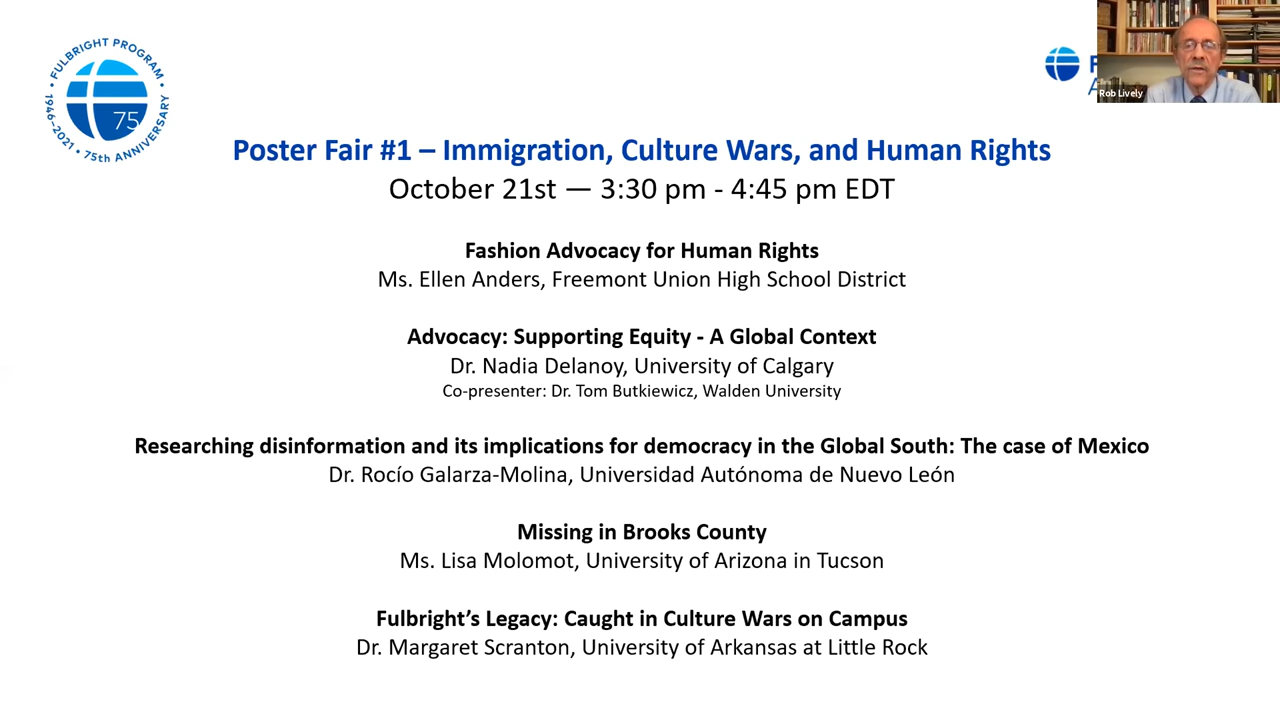 FULBRIGHT PROGRAM
1946-2021 • 75th ANNIVERSARY
75
Rob Lively
Poster Fair #1 – Immigration, Culture Wars, and Human Rights
October 21st — 3:30 pm - 4:45 pm EDT
Fashion Advocacy for Human Rights
Ms. Ellen Anders, Freemont Union High School District
Advocacy: Supporting Equity - A Global Context
Dr. Nadia Delanoy, University of Calgary
Co-presenter: Dr. Tom Butkiewicz, Walden University
Researching disinformation and its implications for democracy in the Global South: The case of Mexico
Dr. Rocío Galarza-Molina, Universidad Autónoma de Nuevo León
Missing in Brooks County
Ms. Lisa Molomot, University of Arizona in Tucson
Fulbright’s Legacy: Caught in Culture Wars on Campus
Dr. Margaret Scranton, University of Arkansas at Little Rock